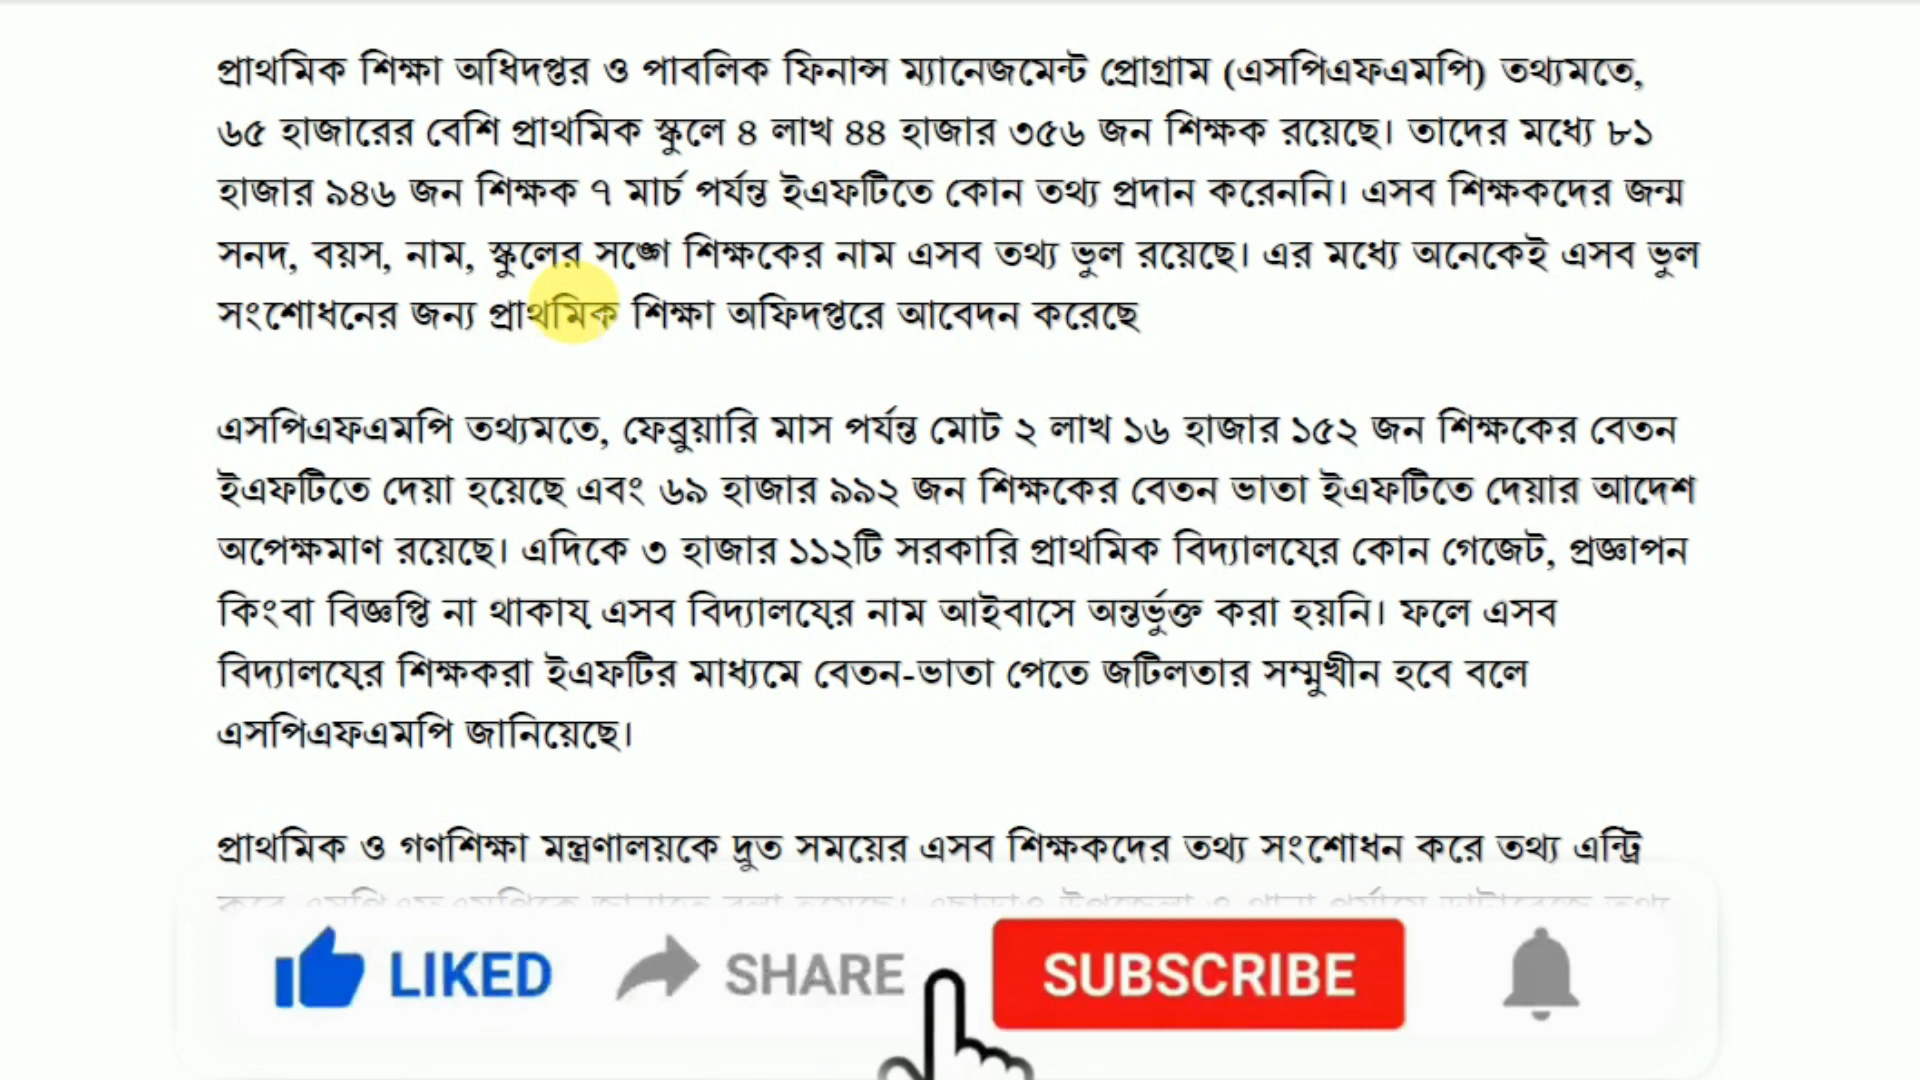 প্রাথমিক শিক্ষা অধিদপ্তর ও পাবলিক ফিনান্স ম্যানেজমেন্ট প্রোগ্রাম (এসপিএফএমপি) তথ্যমতে,
৬৫ হাজারের বেশি প্রাথমিক স্কুলে ৪ লাখ ৪৪ হাজার ৩৫৬ জন শিক্ষক রয়েছে। তাদের মধ্যে ৮১
হাজার ৯৪৬ জন শিক্ষক ৭ মার্চ পর্যন্ত ইএফটিতে কোন তথ্য প্রদান করেননি। এসব শিক্ষকদের জন্ম
সনদ, বয়স, নাম, স্কুলের সঙ্গে শিক্ষকের নাম এসব তথ্য ভুল রয়েছে। এর মধ্যে অনেকেই এসব ভুল
সংশোধনের জন্য প্রাথমিক শিক্ষা অফিদপ্তরে আবেদন করেছে
এসপিএফএমপি তথ্যমতে, ফেব্রুয়ারি মাস পর্যন্ত মোট ২ লাখ ১৬ হাজার ১৫২ জন শিক্ষকের বেতন
ইএফটিতে দেয়া হয়েছে এবং ৬৯ হাজার ৯৯২ জন শিক্ষকের বেতন ভাতা ইএফটিতে দেয়ার আদেশ
অপেক্ষমাণ রয়েছে। এদিকে ৩ হাজার ১১২টি সরকারি প্রাথমিক বিদ্যালয়ের কোন গেজেট, প্রজ্ঞাপন
কিংবা বিজ্ঞপ্তি না থাকায় এসব বিদ্যালয়ের নাম আইবাসে অন্তর্ভুক্ত করা হয়নি। ফলে এসব
বিদ্যালয়ের শিক্ষকরা ইএফটির মাধ্যমে বেতন-ভাতা পেতে জটিলতার সম্মুখীন হবে বলে
এসপিএফএমপি জানিয়েছে।
প্রাথমিক ও গণশিক্ষা মন্ত্রণালয়কে দ্রুত সময়ের এসব শিক্ষকদের তথ্য সংশোধন করে তথ্য এন্ট্রি
LIKED SHARE SUBSCRIBE